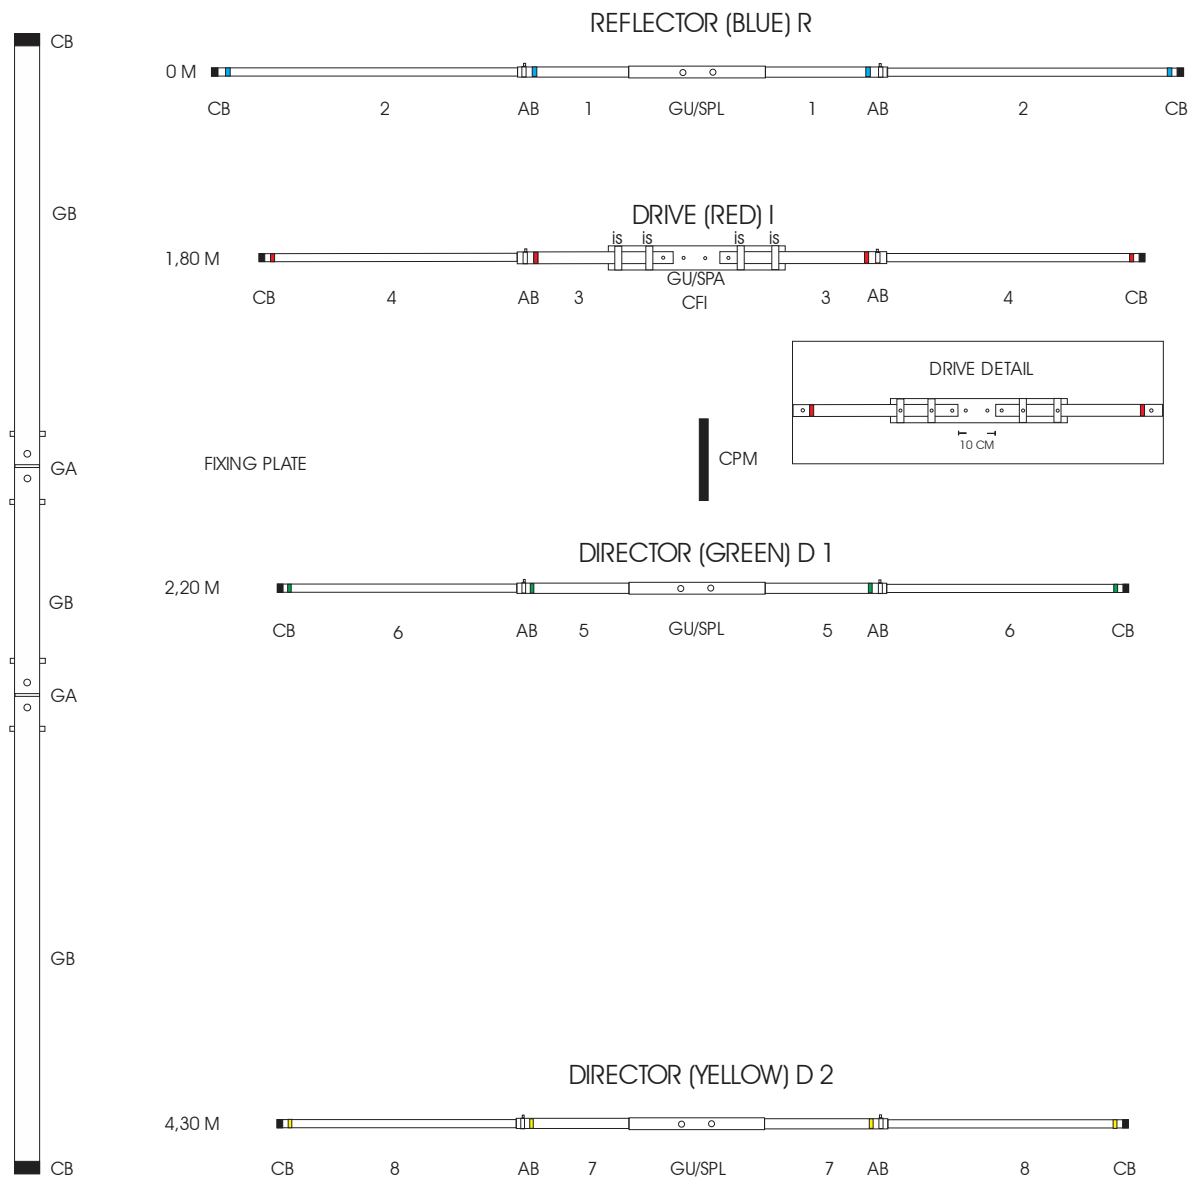 REFLECTOR (BLUE) R
CB
0 M
CB 2 AB 1 GU/SPL 1 AB 2 CB
GB
DRIVE (RED) I
is is is is
1,80 M
GU/SPA
CB 4 AB 3 CFI 3 AB 4 CB
DRIVE DETAIL
10 CM
GA
FIXING PLATE
CPM
DIRECTOR (GREEN) D 1
2,20 M
GB
CB 6 AB 5 GU/SPL 5 AB 6 CB
GA
GB
DIRECTOR (YELLOW) D 2
4,30 M
CB
CB 8 AB 7 GU/SPL 7 AB 8 CB